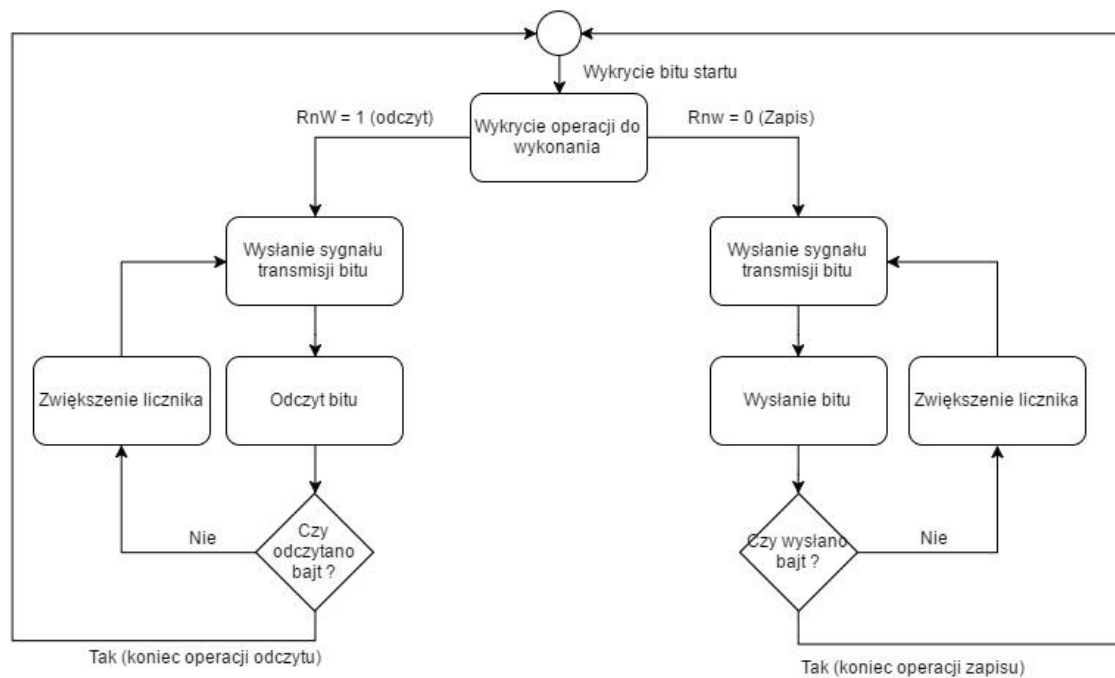 Wykrycie bitu startu
RnW = 1 (odczyt)
Wykrycie operacji do
wykonania
Rnw = 0 (Zapis)
Wysłanie sygnału
transmisji bitu
Wysłanie sygnału
transmisji bitu
Zwiększenie licznika
Odczyt bitu
Wysłanie bitu
Zwiększenie licznika
Nie
Czy
odczytano
bajt ?
Czy wysłano
bajt ?
Nie
Tak (koniec operacji odczytu)
Tak (koniec operacji zapisu)